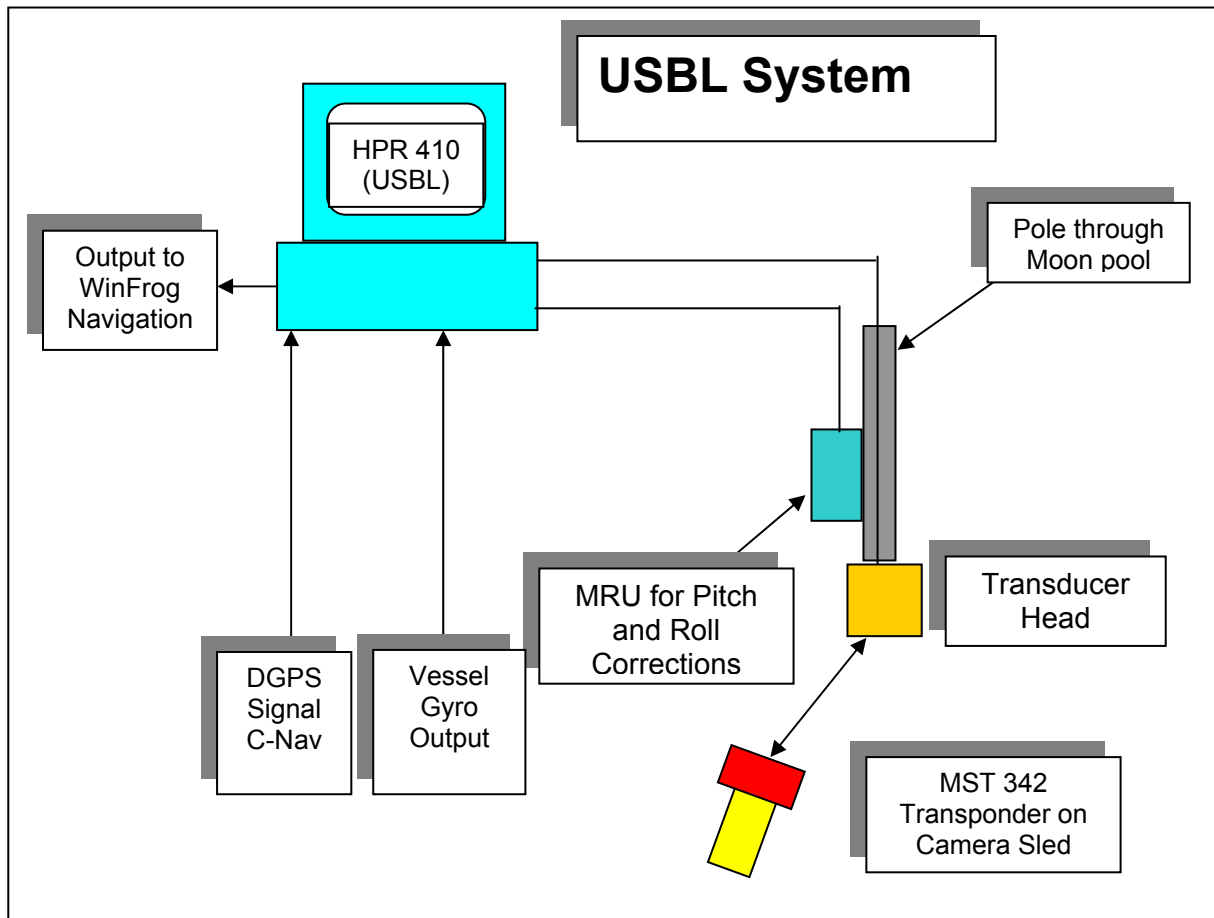 USBL System
HPR 410
(USBL)
Pole through
Moon pool
Output to
WinFrog
Navigation
MRU for Pitch
and Roll
Corrections
Transducer
Head
DGPS
Signal
C-Nav
Vessel
Gyro
Output
MST 342
Transponder on
Camera Sled